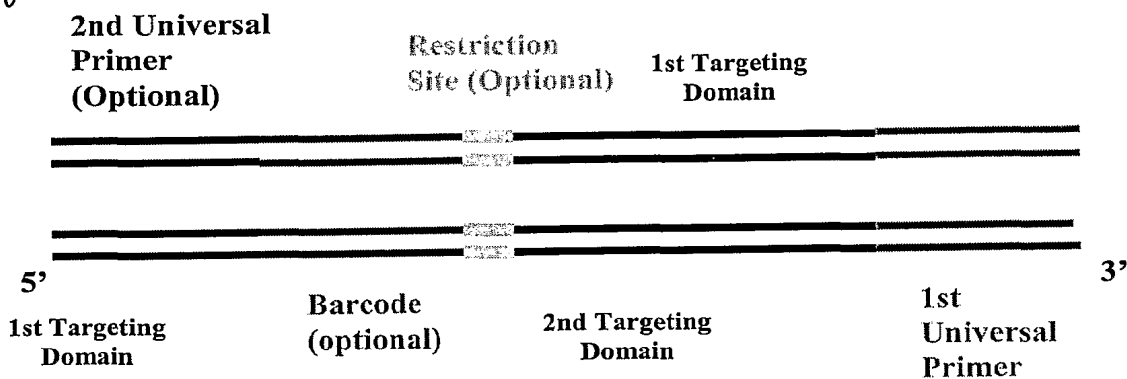 2nd Universal
Primer
(Optional)
Restriction
Site (Optional)
1st Targeting
Domain
5’
3’
1st Targeting
Domain
Barcode
(optional)
2nd Targeting
Domain
1st
Universal
Primer